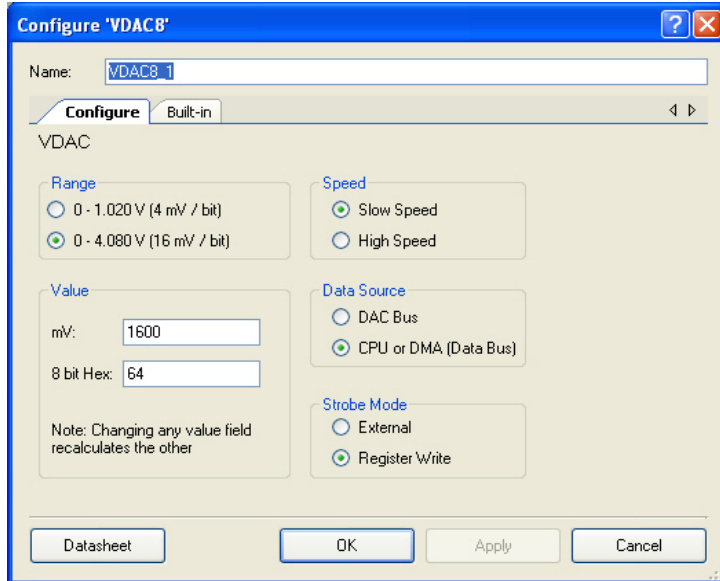 Configure 'VDAC8'
Name: VDAC8_1
Configure Built-in
VDAC
Range
0 - 1.020 V (4 mV / bit)
0 - 4.080 V (16 mV / bit)
Speed
Slow Speed
High Speed
Value
mV: 1600
8 bit Hex: 64
Note: Changing any value field
recalculates the other
Data Source
DAC Bus
CPU or DMA (Data Bus)
Strobe Mode
External
Register Write
Datasheet OK Apply Cancel